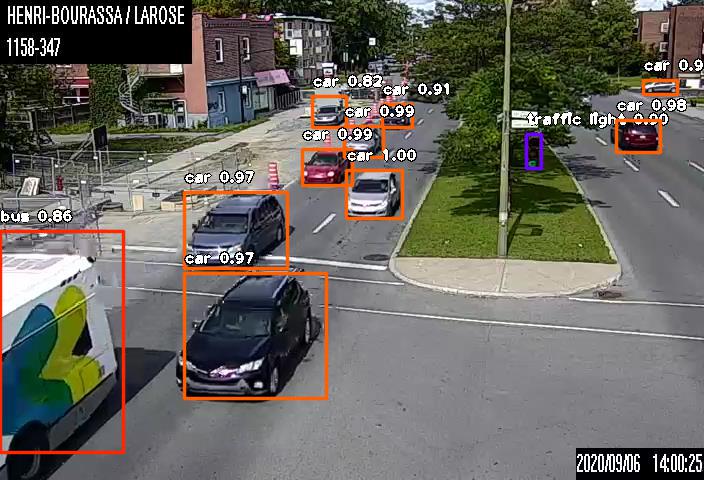 HENRI-BOURASSA / LAROSE
1158-347
car 0.82
car 0.91
car 0.9
car 0.99
car 0.98
traffic light 0.90
car 0.99
car 1.00
car 0.97
bus 0.86
car 0.97
2020/09/06 14:00:25